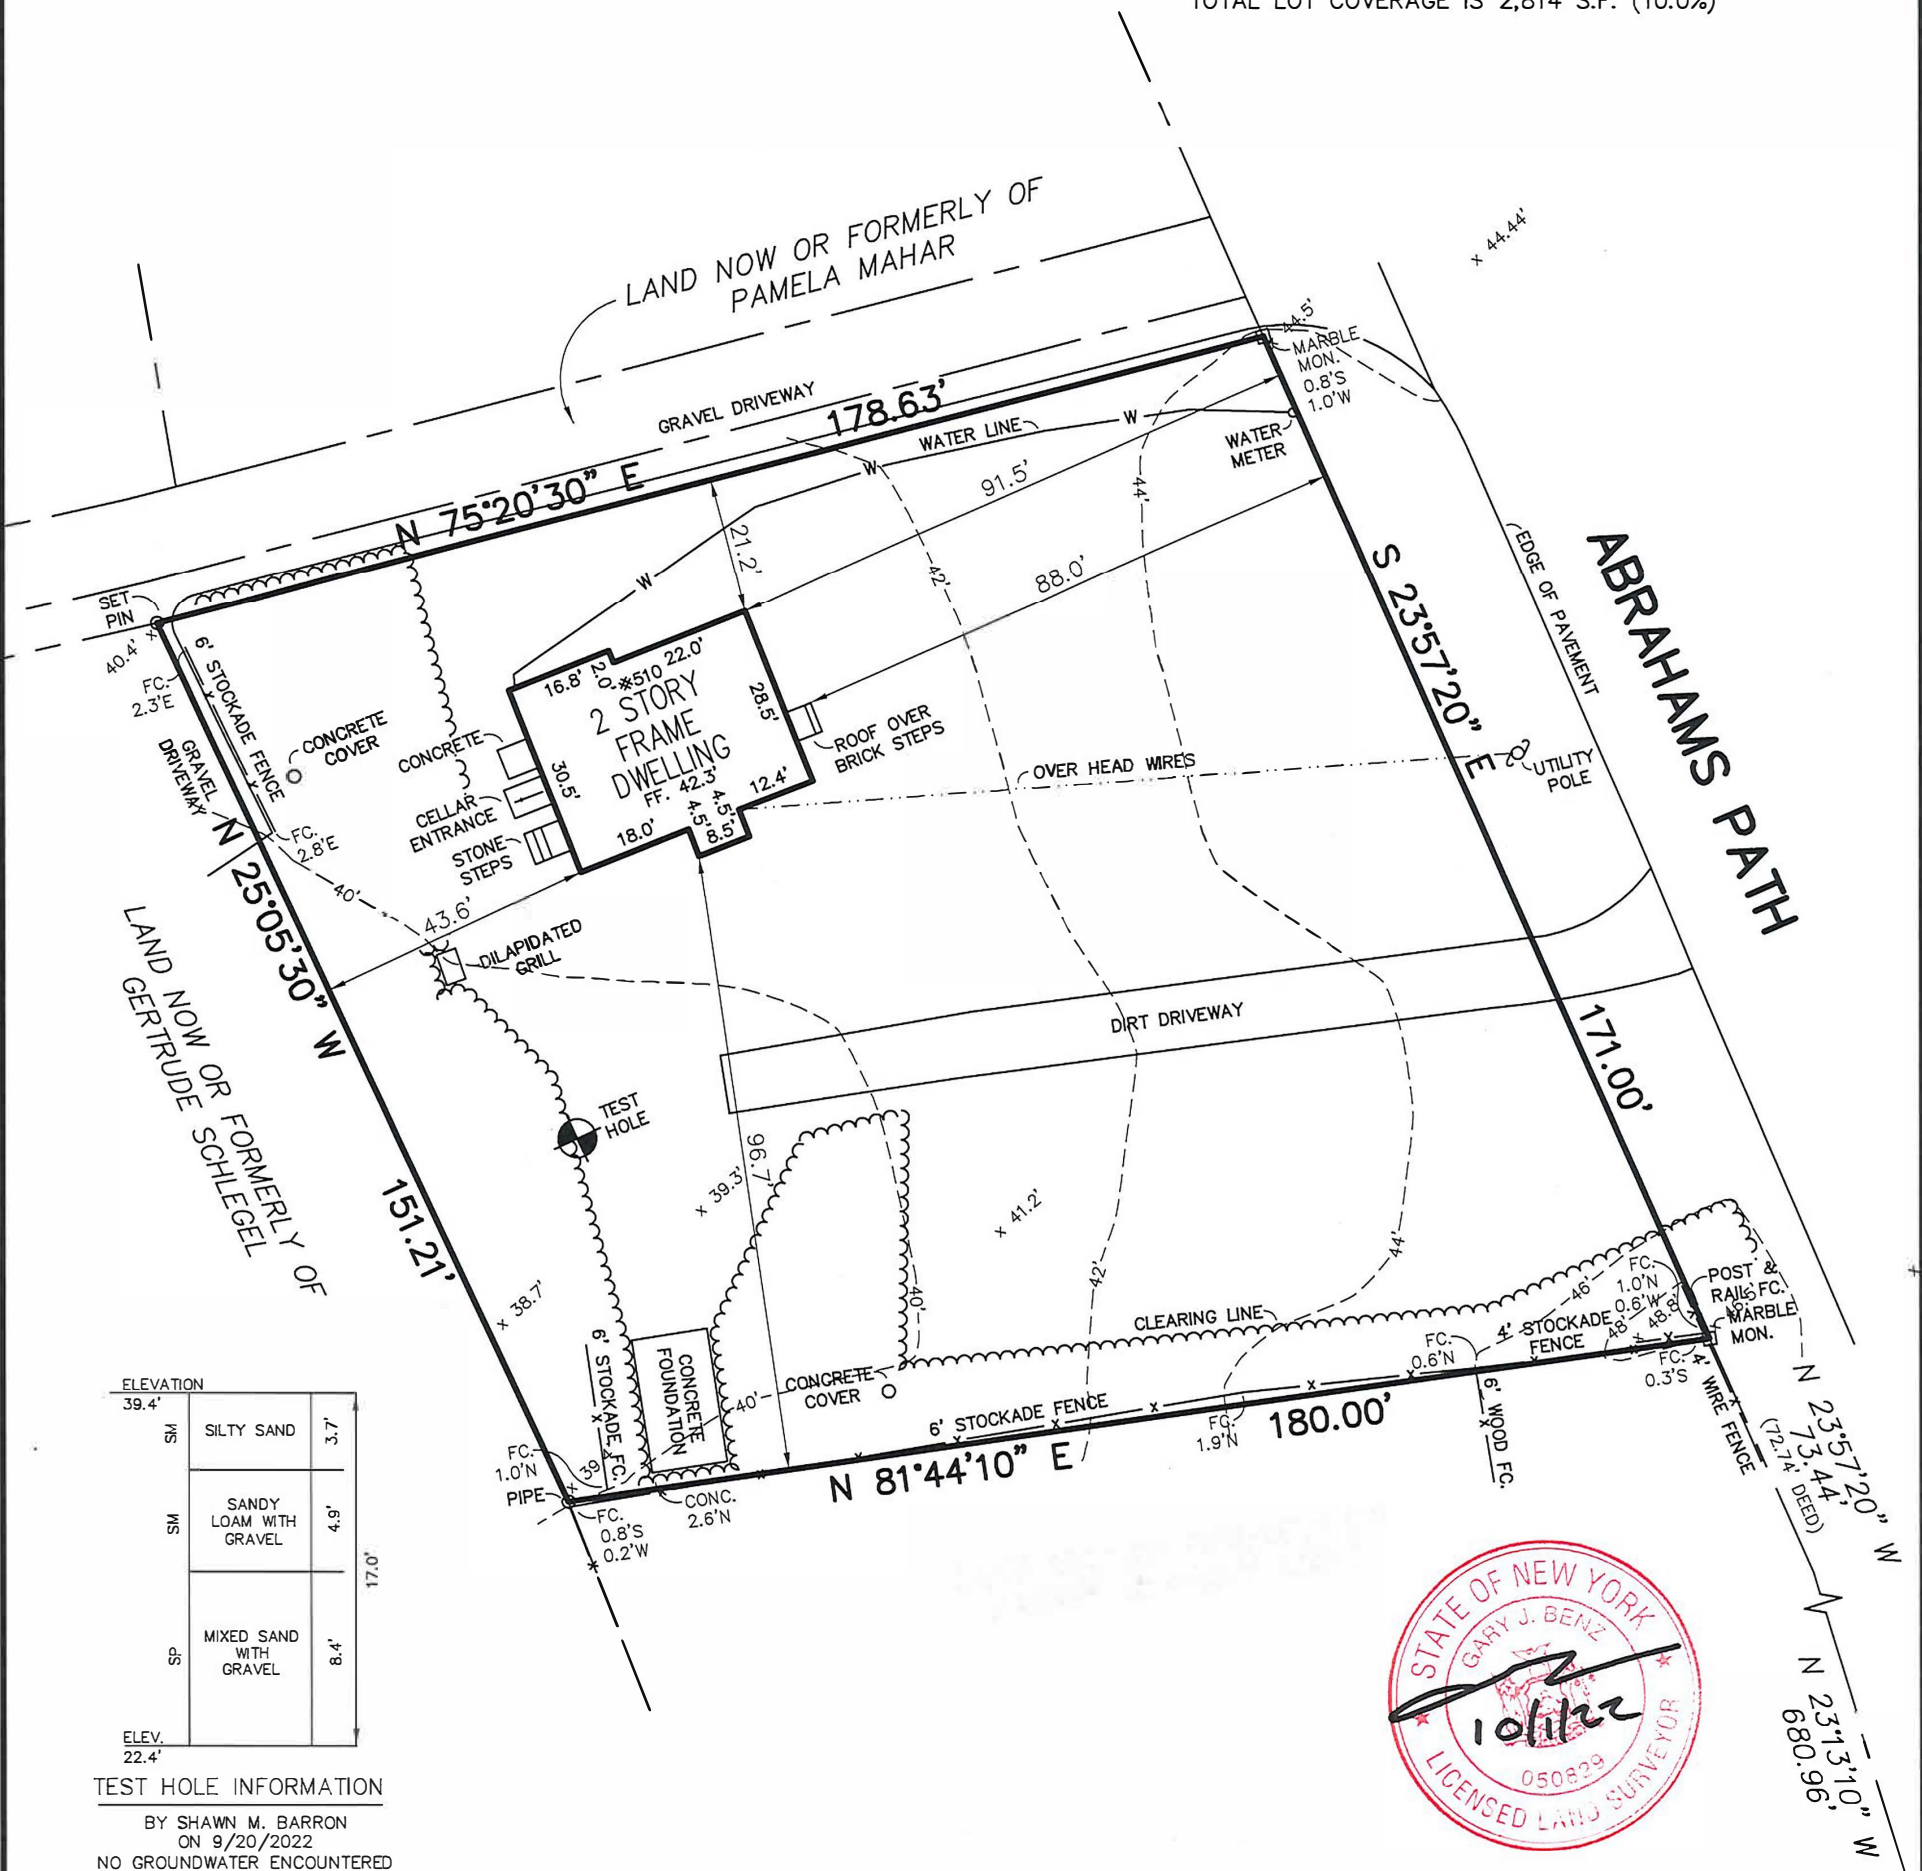 TOTAL LOT COVERAGE IS 2,814 S.F. (10.0%)
LAND NOW OR FORMERLY OF
PAMELA MAHAR
x 44.44'
44.5'
MARBLE
MON.
0.8'S
1.0'W
GRAVEL DRIVEWAY
178.63'
N 75°20'30" E
WATER LINE
W
W
W
WATER
METER
91.5'
88.0'
21.2'
44'
42'
S 23°57'20" E
171.00'
EDGE OF PAVEMENT
ABRAHAMS PATH
SET
PIN
40.4'
FC.
2.3'E
6' STOCKADE FENCE
GRAVEL
DRIVEWAY
CONCRETE
COVER
FC.
2.8'E
16.8'
2.0'
22.0'
#510
2 STORY
FRAME
DWELLING
FF. 42.3'
28.5'
30.5'
18.0'
4.5'
8.5'
4.5'
12.4'
CONCRETE
CELLAR
ENTRANCE
STONE
STEPS
ROOF OVER
BRICK STEPS
OVER HEAD WIRES
UTILITY
POLE
N 25°05'30" W
151.21'
40'
43.6'
DILAPIDATED
GRILL
LAND NOW OR FORMERLY OF
GERTRUDE SCHLEGEL
DIRT DRIVEWAY
TEST
HOLE
96.7'
x 39.3'
x 41.2'
x 38.7'
42'
44'
40'
46'
48'
48.8'
CLEARING LINE
FC.
1.0'N
0.6'W
POST &
RAIL FC.
MARBLE
MON.
4' STOCKADE
FENCE
FC.
0.6'N
FC.
0.3'S
4' WIRE FENCE
6' WOOD FC.
6' STOCKADE FC.
CONCRETE
FOUNDATION
40'
CONCRETE
COVER
6' STOCKADE FENCE
FC.
1.9'N
180.00'
N 81°44'10" E
FC.
1.0'N
PIPE
39
CONC.
2.6'N
FC.
0.8'S
0.2'W
N 23°57'20" W
73.44'
(72.74' DEED)
N 23°13'10" W
680.96'
ELEVATION
39.4'
SM
SILTY SAND
3.7'
SM
SANDY
LOAM WITH
GRAVEL
4.9'
17.0'
SP
MIXED SAND
WITH
GRAVEL
8.4'
ELEV.
22.4'
TEST HOLE INFORMATION
BY SHAWN M. BARRON
ON 9/20/2022
NO GROUNDWATER ENCOUNTERED
STATE OF NEW YORK
GARY J. BENZ
10/1/22
050829
LICENSED LAND SURVEYOR